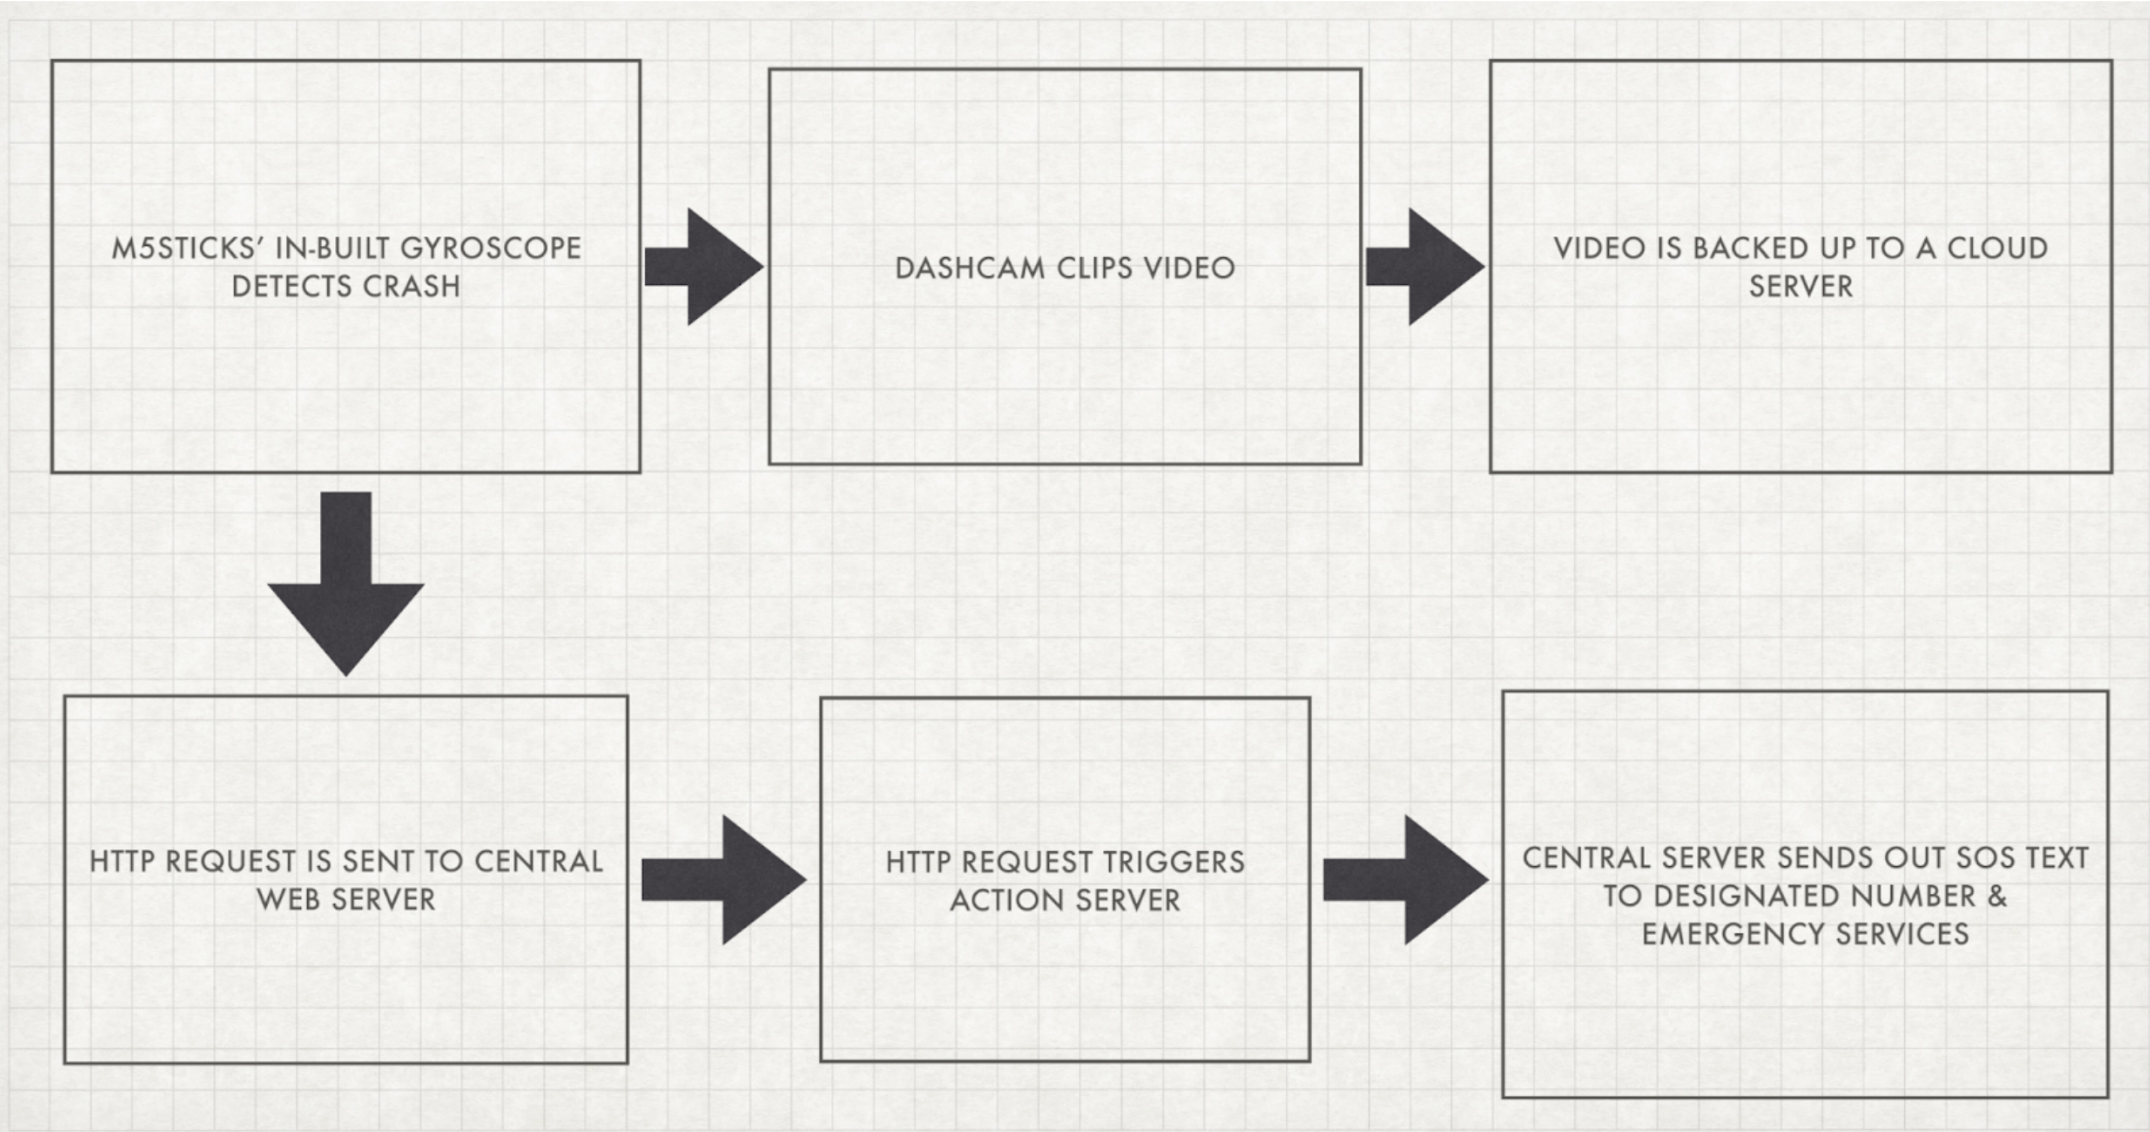 M5STICKS’ IN-BUILT GYROSCOPE
DETECTS CRASH
DASHCAM CLIPS VIDEO
VIDEO IS BACKED UP TO A CLOUD
SERVER
HTTP REQUEST IS SENT TO CENTRAL
WEB SERVER
HTTP REQUEST TRIGGERS
ACTION SERVER
CENTRAL SERVER SENDS OUT SOS TEXT
TO DESIGNATED NUMBER &
EMERGENCY SERVICES